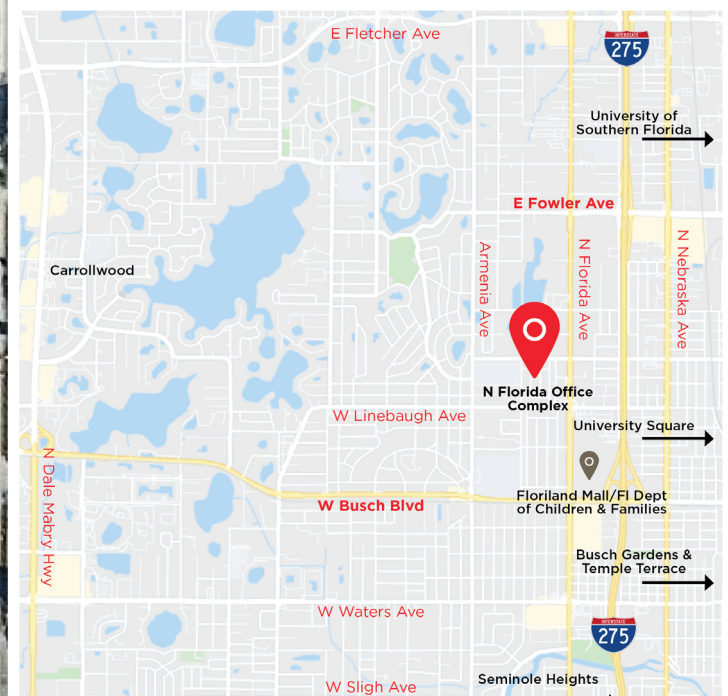 E Fletcher Ave
INTERSTATE
275
University of
Southern Florida
E Fowler Ave
Armenia Ave
N Florida Ave
N Nebraska Ave
Carrollwood
N Florida Office
Complex
W Linebaugh Ave
University Square
N Dale Mabry Hwy
Floriland Mall/Fl Dept
of Children & Families
W Busch Blvd
Busch Gardens &
Temple Terrace
W Waters Ave
INTERSTATE
275
Seminole Heights
W Sligh Ave